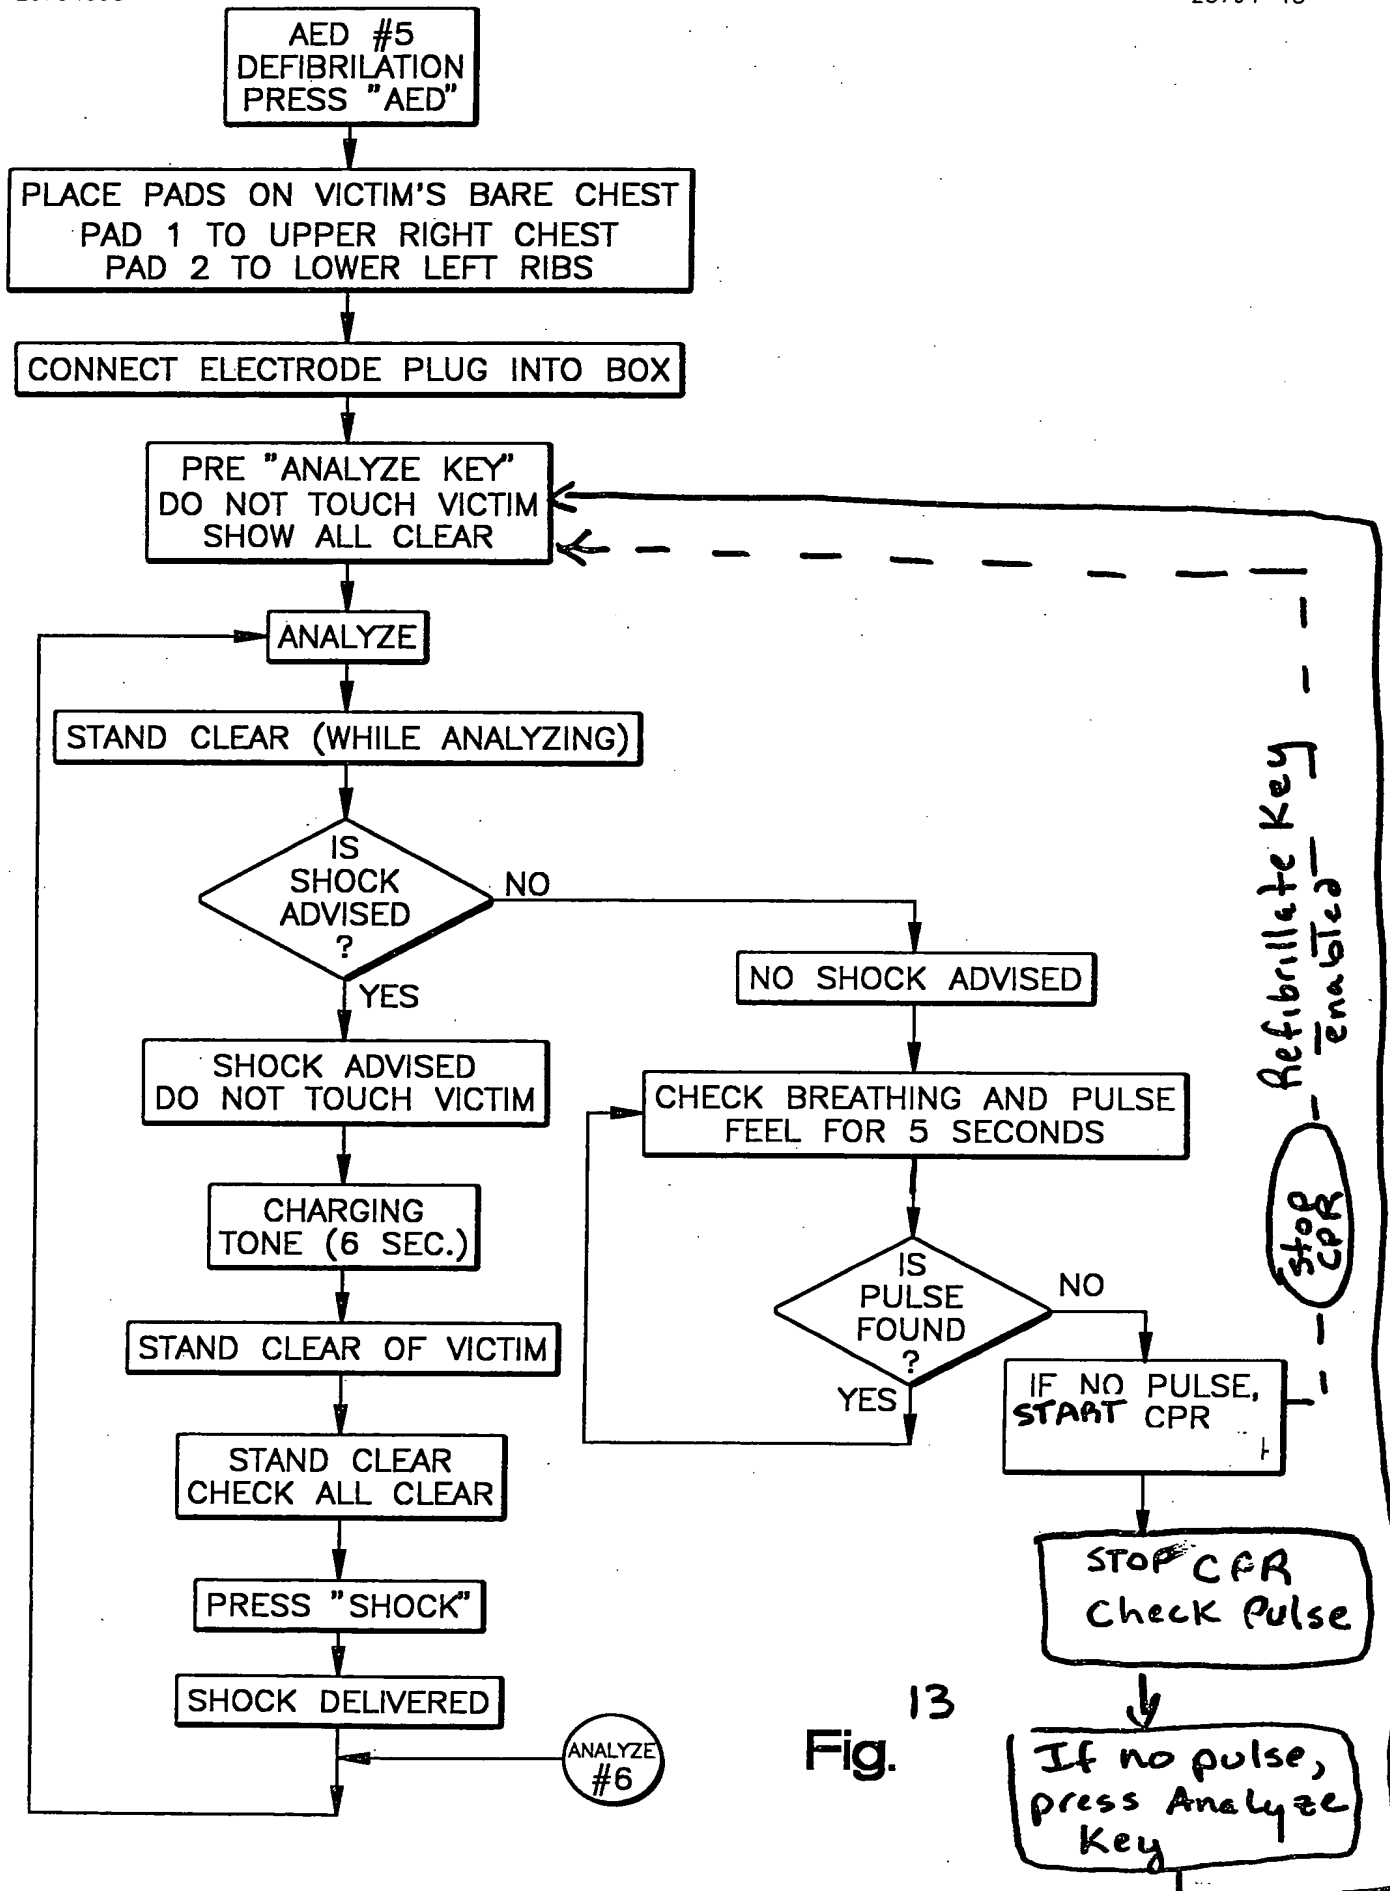 AED #5
DEFIBRILATION
PRESS "AED"
PLACE PADS ON VICTIM'S BARE CHEST
PAD 1 TO UPPER RIGHT CHEST
PAD 2 TO LOWER LEFT RIBS
CONNECT ELECTRODE PLUG INTO BOX
PRE "ANALYZE KEY"
DO NOT TOUCH VICTIM
SHOW ALL CLEAR
ANALYZE
STAND CLEAR (WHILE ANALYZING)
IS
SHOCK
ADVISED
?
NO
YES
SHOCK ADVISED
DO NOT TOUCH VICTIM
CHARGING
TONE (6 SEC.)
STAND CLEAR OF VICTIM
STAND CLEAR
CHECK ALL CLEAR
PRESS "SHOCK"
SHOCK DELIVERED
ANALYZE
#6
NO SHOCK ADVISED
CHECK BREATHING AND PULSE
FEEL FOR 5 SECONDS
IS
PULSE
FOUND
?
NO
YES
IF NO PULSE,
START CPR
Refibrillate Key
enabled
stop
CPR
STOP CPR
Check Pulse
If no pulse,
press Analyze
Key
Fig. 13